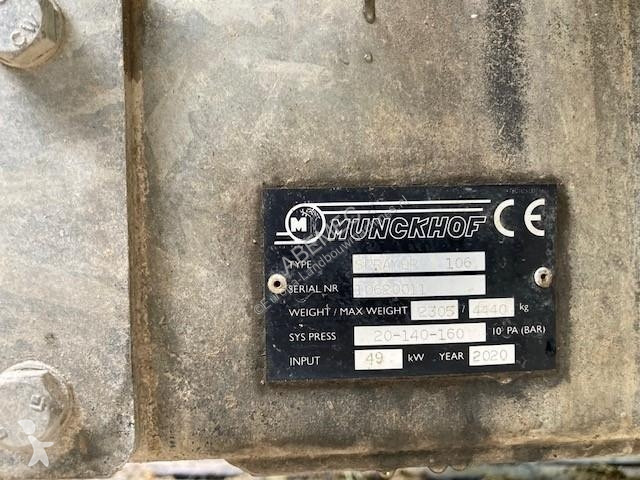 M MUNCKHOF CE
TYPE 106
SERIAL NR 10620011
WEIGHT / MAX WEIGHT 2305 / 4440 kg
SYS PRESS 20-140-160 10⁵ PA (BAR)
INPUT 49 kW YEAR 2020